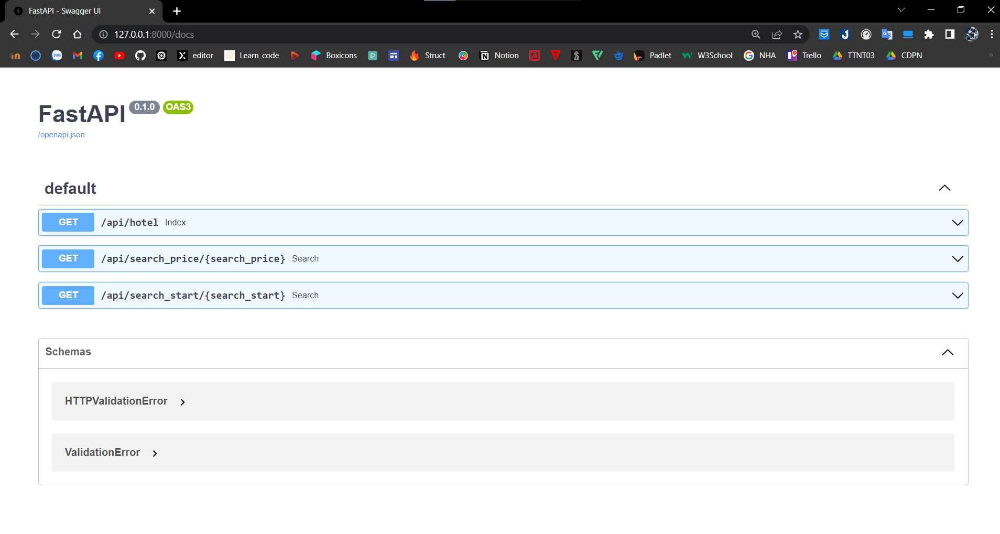 FastAPI - Swagger UI
127.0.0.1:8000/docs
in Zalo editor Learn_code Boxicons Struct Notion Padlet W3School NHA Trello TTNT03 CDPN
FastAPI 0.1.0 OAS3
/openapi.json
default
GET /api/hotel Index
GET /api/search_price/{search_price} Search
GET /api/search_start/{search_start} Search
Schemas
HTTPValidationError
ValidationError